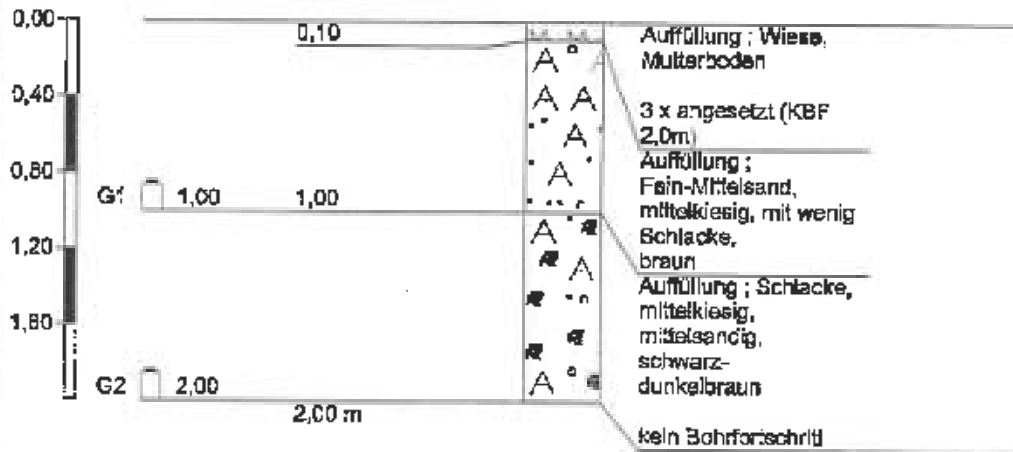 0,00
0,40
0,80
1,20
1,60
0,10
G1 1,00 1,00
G2 2,00
2,00 m
Auffüllung ; Wiese,
Mutterboden
3 x angesetzt (KBF
2,0m)
Auffüllung ;
Fein-Mittelsand,
mittelkiesig, mit wenig
Schlacke,
braun
Auffüllung ; Schlacke,
mittelkiesig,
mittelsandig,
schwarz-
dunkelbraun
kein Bohrfortschritt